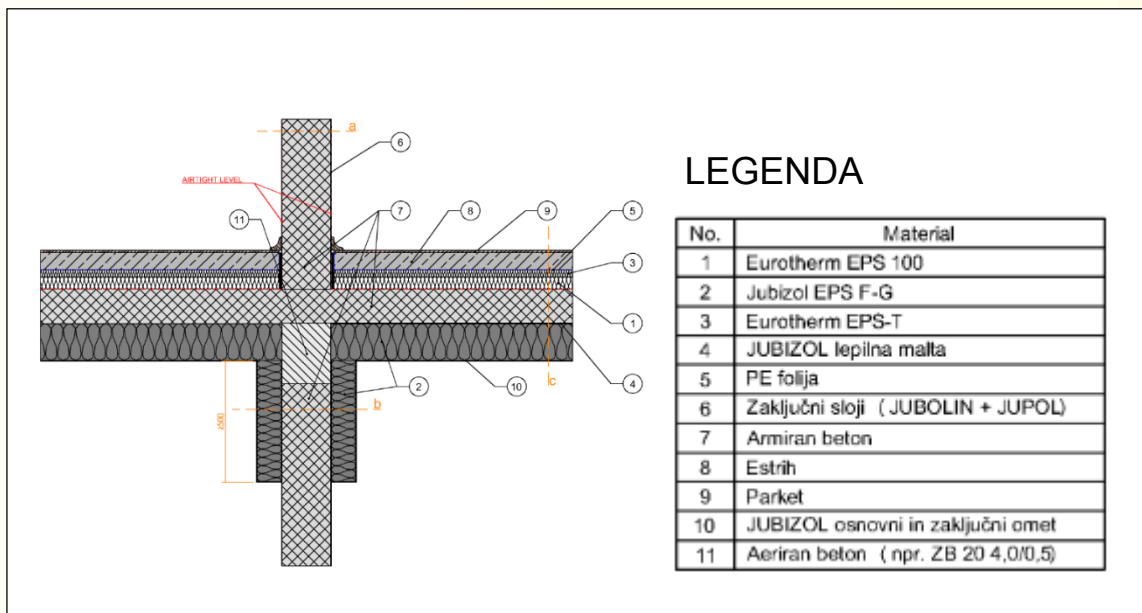 a
6
AIRTIGHT LEVEL
11
7
8
9
5
3
1
2
10
4
b
c
≥500
LEGENDA
No. Material
1 Eurotherm EPS 100
2 Jubizol EPS F-G
3 Eurotherm EPS-T
4 JUBIZOL lepilna malta
5 PE folija
6 Zaključni sloji ( JUBOLIN + JUPOL)
7 Armiran beton
8 Estrih
9 Parket
10 JUBIZOL osnovni in zaključni omet
11 Aeriran beton ( npr. ZB 20 4,0/0,5)